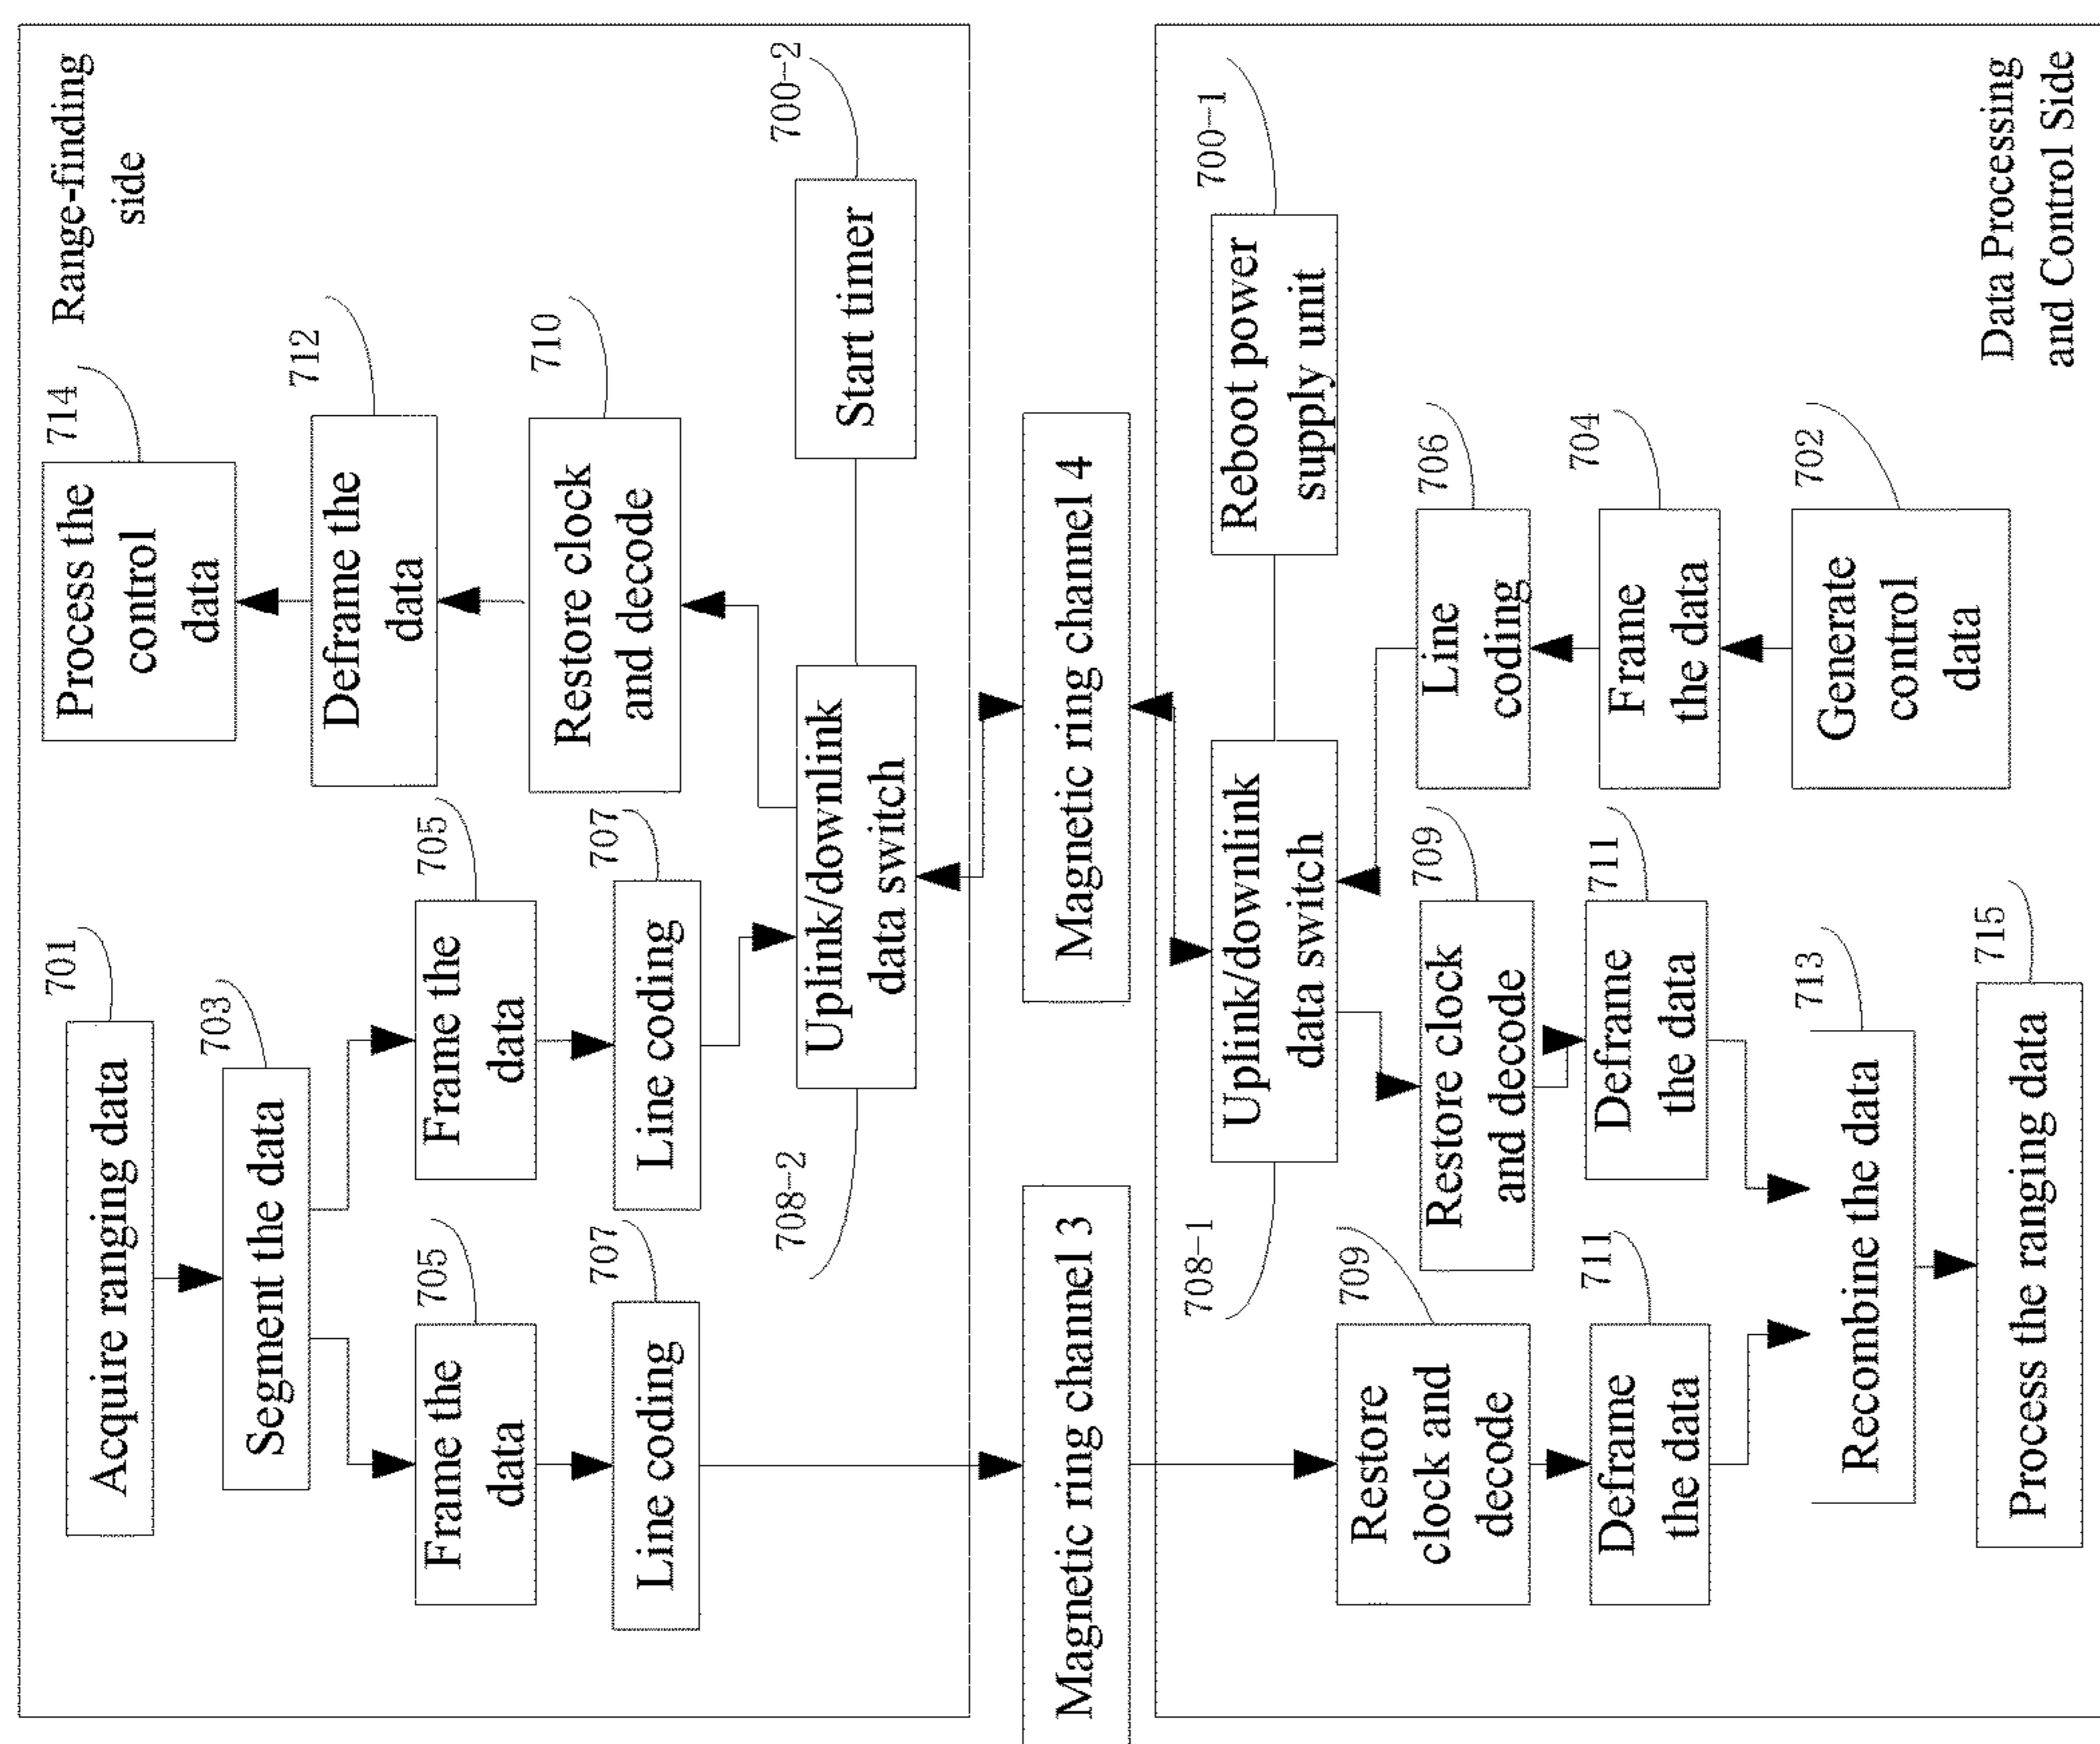 Range-finding
side
701
Acquire ranging data
703
Segment the data
705
Frame the
data
705
Frame the
data
707
Line coding
707
Line coding
714
Process the
control
data
712
Deframe the
data
710
Restore clock
and decode
708-2
Uplink/downlink
data switch
700-2
Start timer
Magnetic ring channel 3
Magnetic ring channel 4
708-1
Uplink/downlink
data switch
700-1
Reboot power
supply unit
709
Restore
clock and
decode
709
Restore clock
and decode
706
Line
coding
711
Deframe
the data
711
Deframe
the data
704
Frame
the data
713
Recombine the data
702
Generate
control
data
715
Process the ranging data
Data Processing
and Control Side